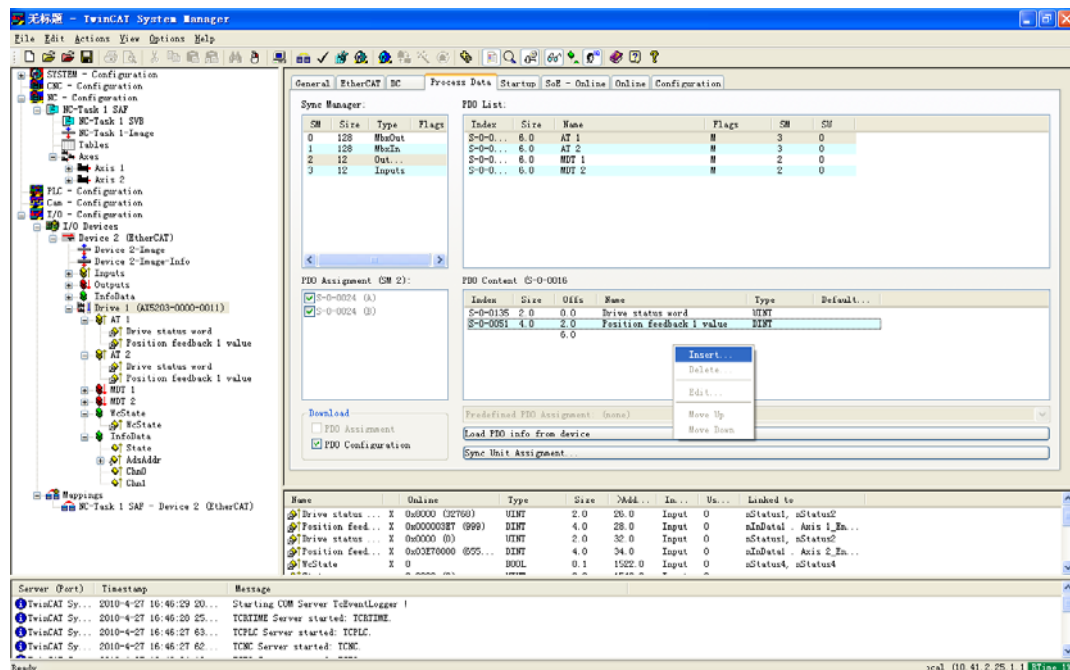 无标题 - TwinCAT System Manager
File Edit Actions View Options Help
SYSTEM - Configuration
CNC - Configuration
NC - Configuration
NC-Task 1 SAF
NC-Task 1 SVB
NC-Task 1-Image
Tables
Axes
Axis 1
Axis 2
PLC - Configuration
Cam - Configuration
I/O - Configuration
I/O Devices
Device 2 (EtherCAT)
Device 2-Image
Device 2-Image-Info
Inputs
Outputs
InfoData
Drive 1 (AX5203-0000-0011)
AT 1
Drive status word
Position feedback 1 value
AT 2
Drive status word
Position feedback 1 value
MDT 1
MDT 2
WcState
WcState
InfoData
State
AdsAddr
Chn0
Chn1
Mappings
NC-Task 1 SAF - Device 2 (EtherCAT)
General EtherCAT DC Process Data Startup SoE - Online Online Configuration
Sync Manager:
SM Size Type Flags
0 128 MbxOut
1 128 MbxIn
2 12 Out...
3 12 Inputs
PDO List:
Index Size Name Flags SM SU
S-0-0... 6.0 AT 1 M 3 0
S-0-0... 6.0 AT 2 M 3 0
S-0-0... 6.0 MDT 1 M 2 0
S-0-0... 6.0 MDT 2 M 2 0
PDO Assignment (SM 2):
S-0-0024 (A)
S-0-0024 (B)
PDO Content (S-0-0016
Index Size Offs Name Type Default...
S-0-0135 2.0 0.0 Drive status word UINT
S-0-0051 4.0 2.0 Position feedback 1 value DINT
6.0
Insert...
Delete...
Edit...
Move Up
Move Down
Download
PDO Assignment
PDO Configuration
Predefined PDO Assignment: (none)
Load PDO info from device
Sync Unit Assignment...
Name Online Type Size >Add... In... Us... Linked to
Drive status ... X 0x8000 (32768) UINT 2.0 26.0 Input 0 nStatus1, nStatus2
Position feed... X 0x000003E7 (999) DINT 4.0 28.0 Input 0 nInData1 . Axis 1_En...
Drive status ... X 0x0000 (0) UINT 2.0 32.0 Input 0 nStatus1, nStatus2
Position feed... X 0x03E70000 (655... DINT 4.0 34.0 Input 0 nInData1 . Axis 2_En...
WcState X 0 BOOL 0.1 1522.0 Input 0 nStatus4, nStatus4
Server (Port) Timestamp Message
TwinCAT Sy... 2010-4-27 16:46:29 20... Starting COM Server TcEventLogger !
TwinCAT Sy... 2010-4-27 16:46:28 25... TCRTIME Server started: TCRTIME.
TwinCAT Sy... 2010-4-27 16:46:27 63... TCPLC Server started: TCPLC.
TwinCAT Sy... 2010-4-27 16:46:27 62... TCNC Server started: TCNC.
Ready